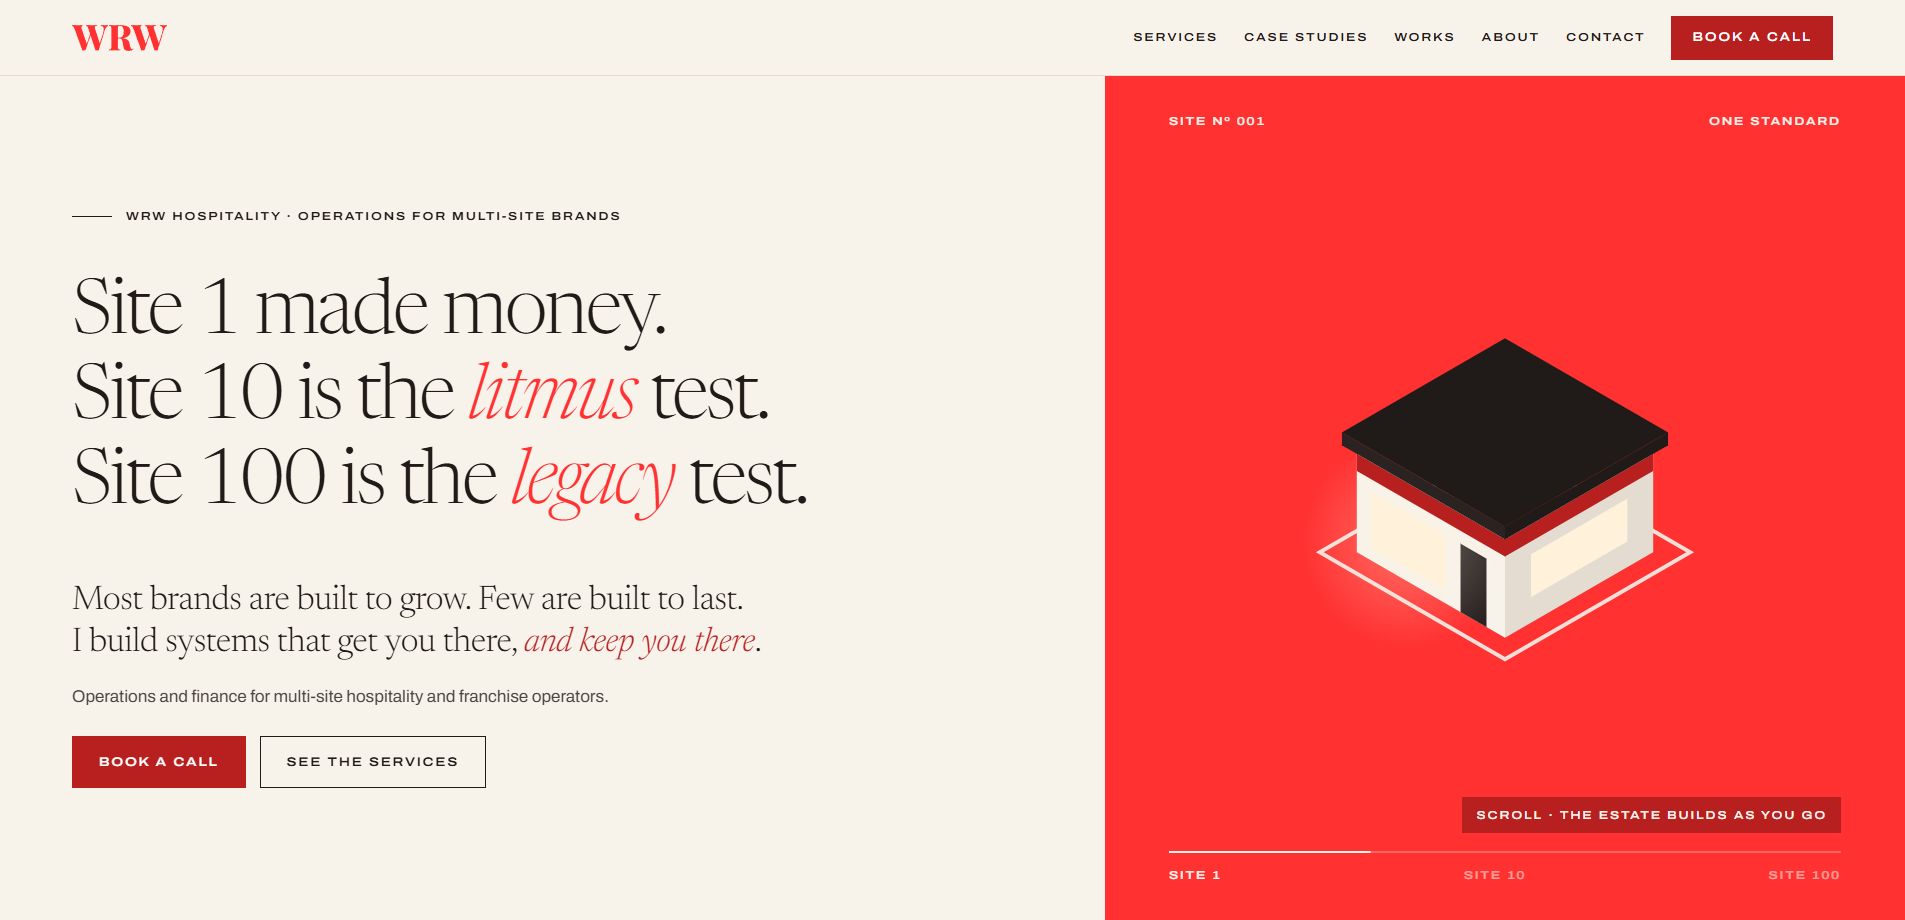 WRW
SERVICES
CASE STUDIES
WORKS
ABOUT
CONTACT
BOOK A CALL
SITE Nº 001
ONE STANDARD
WRW HOSPITALITY · OPERATIONS FOR MULTI-SITE BRANDS
Site 1 made money.
Site 10 is the litmus test.
Site 100 is the legacy test.
Most brands are built to grow. Few are built to last.
I build systems that get you there, and keep you there.
Operations and finance for multi-site hospitality and franchise operators.
BOOK A CALL
SEE THE SERVICES
SCROLL · THE ESTATE BUILDS AS YOU GO
SITE 1
SITE 10
SITE 100